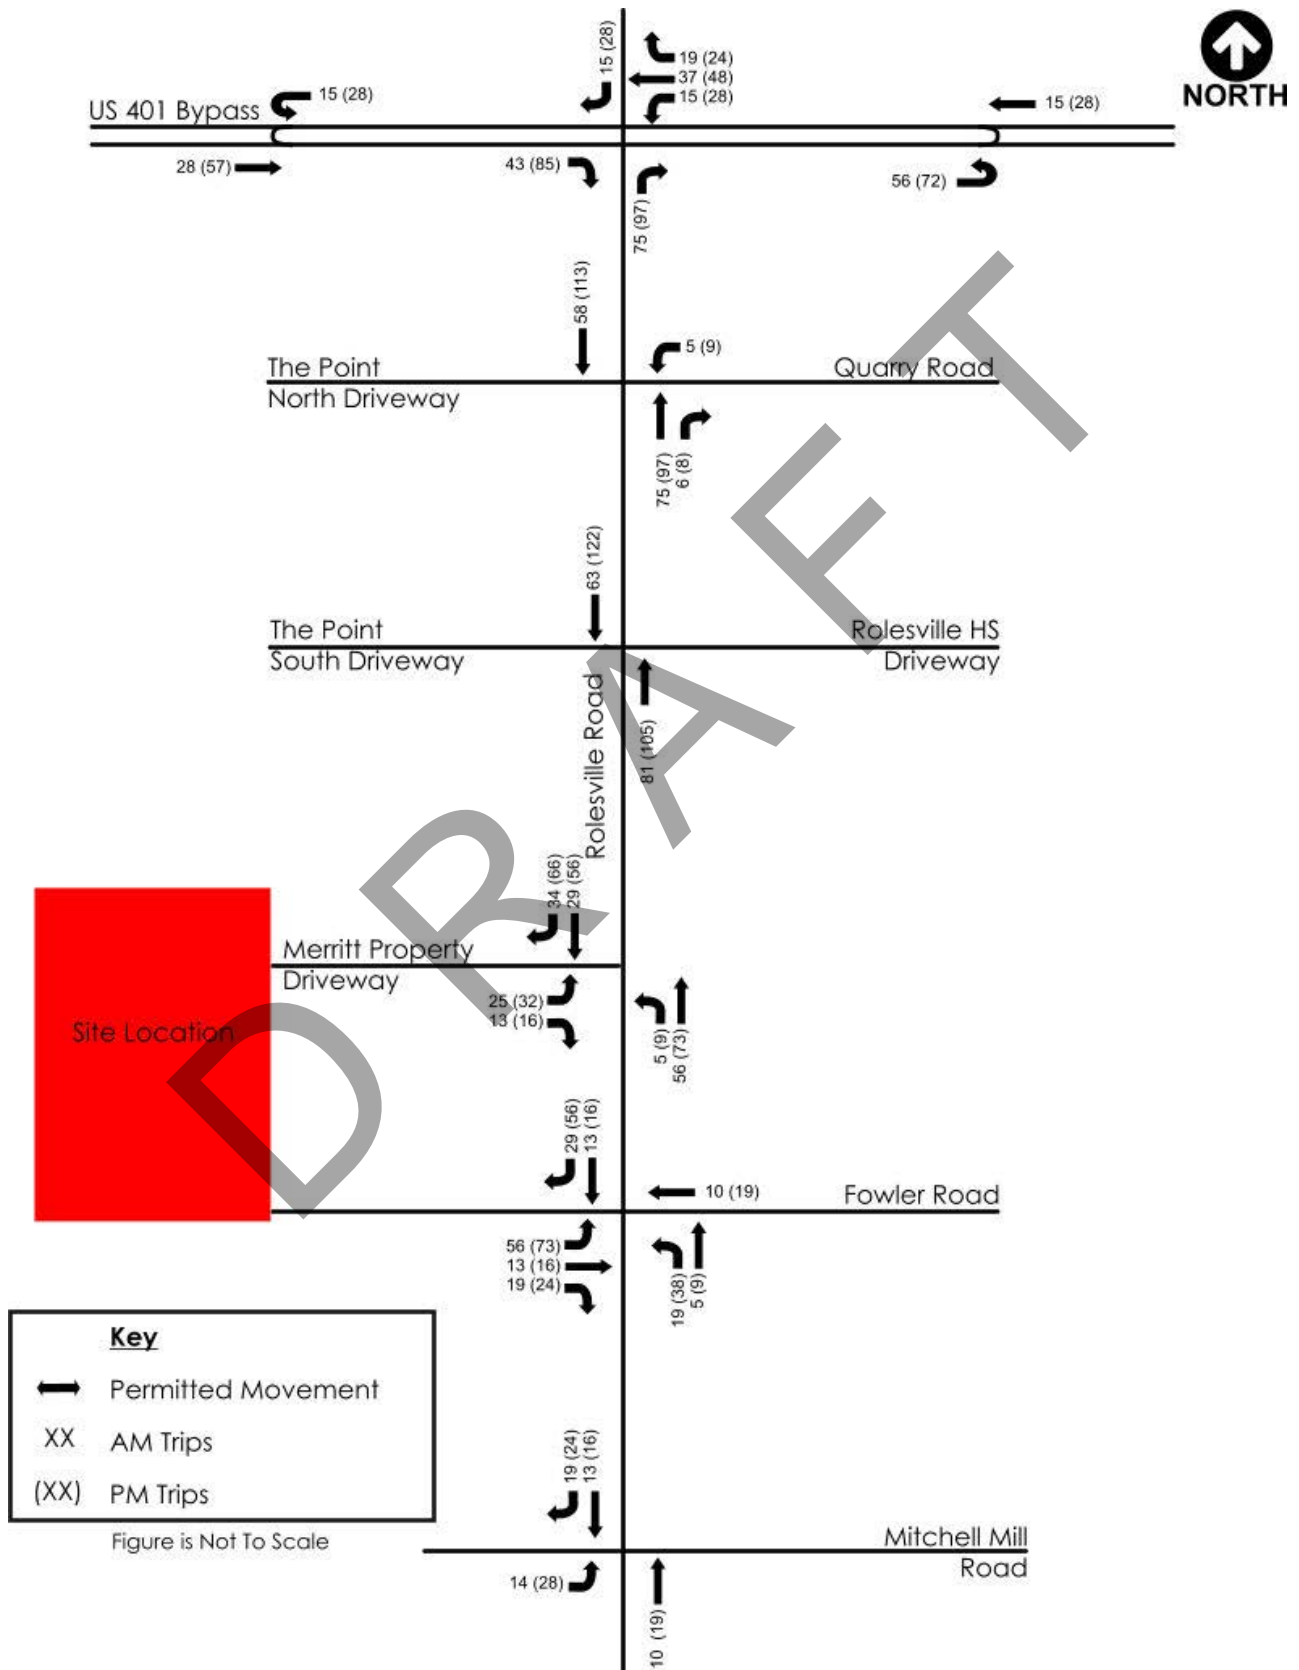 15 (28)
19 (24)
37 (48)
15 (28)
NORTH
US 401 Bypass
15 (28)
15 (28)
28 (57)
43 (85)
75 (97)
56 (72)
58 (113)
The Point
North Driveway
5 (9)
Quarry Road
75 (97)
6 (8)
63 (122)
The Point
South Driveway
Rolesville HS
Driveway
Rolesville Road
81 (105)
34 (66)
29 (56)
Merritt Property
Driveway
25 (32)
13 (16)
5 (9)
56 (73)
Site Location
29 (56)
13 (16)
10 (19)
Fowler Road
56 (73)
13 (16)
19 (24)
19 (38)
5 (9)
Key
Permitted Movement
XX AM Trips
(XX) PM Trips
Figure is Not To Scale
19 (24)
13 (16)
Mitchell Mill
Road
14 (28)
10 (19)
DRAFT